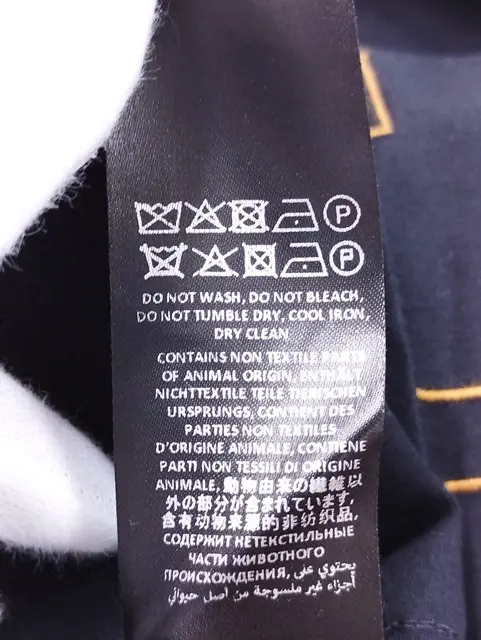 P
P
DO NOT WASH, DO NOT BLEACH,
DO NOT TUMBLE DRY, COOL IRON,
DRY CLEAN
CONTAINS NON TEXTILE PARTS
OF ANIMAL ORIGIN, ENTHÄLT
NICHTTEXTILE TEILE TIERISCHEN
URSPRUNGS, CONTIENT DES
PARTIES NON TEXTILES
D'ORIGINE ANIMALE, CONTIENE
PARTI NON TESSILI DI ORIGINE
ANIMALE, 動物由来の繊維以
外の部分が含まれています,
含有动物来源的非纺织品,
СОДЕРЖИТ НЕТЕКСТИЛЬНЫЕ
ЧАСТИ ЖИВОТНОГО
ПРОИСХОЖДЕНИЯ, يحتوي على
أجزاء غير ملسوجة من أصل حيواني